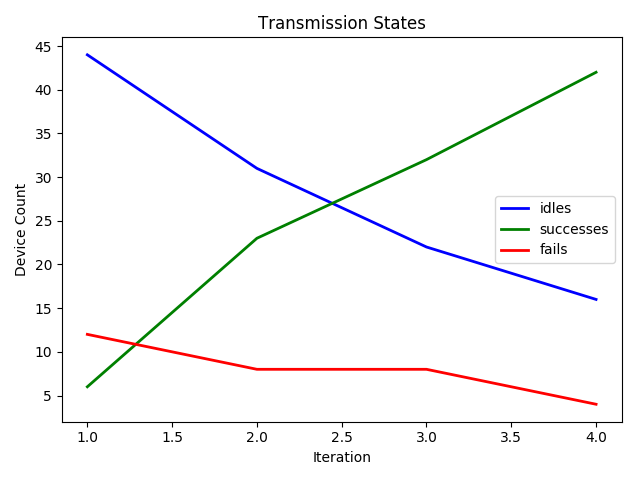 Transmission States
45
40
35
30
25
20
15
10
5
Device Count
idles
successes
fails
1.0 1.5 2.0 2.5 3.0 3.5 4.0
Iteration